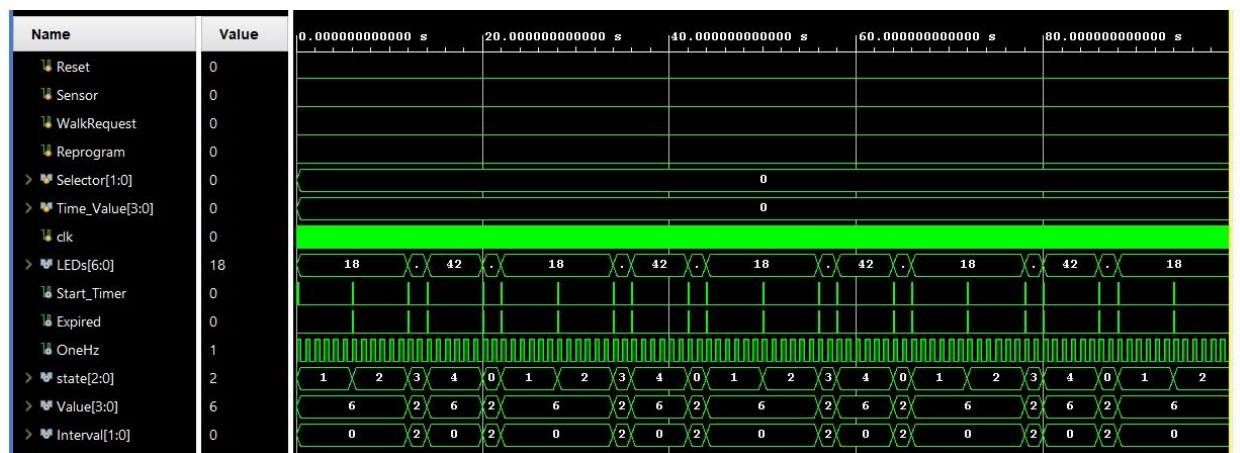 Name Value 0.000000000000 s 20.000000000000 s 40.000000000000 s 60.000000000000 s 80.000000000000 s
Reset 0
Sensor 0
WalkRequest 0
Reprogram 0
> Selector[1:0] 0 0
> Time_Value[3:0] 0 0
clk 0
> LEDs[6:0] 18 18 . 42 . 18 . 42 . 18 . 42 . 18 . 42 . 18
Start_Timer 0
Expired 0
OneHz 1
> state[2:0] 2 1 2 3 4 0 1 2 3 4 0 1 2 3 4 0 1 2 3 4 0 1 2
> Value[3:0] 6 6 2 6 2 6 2 6 2 6 2 6 2 6 2 6 2 6
> Interval[1:0] 0 0 2 0 2 0 2 0 2 0 2 0 2 0 2 0 2 0